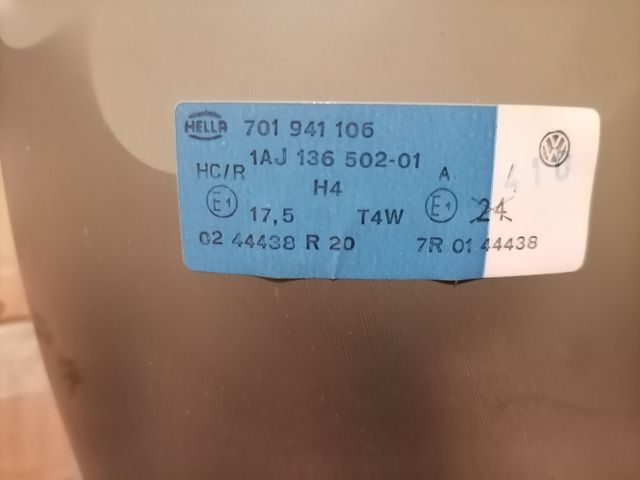 HELLA 701 941 106
1AJ 136 502-01
HC/R H4 A
E1 17,5 T4W E1 24
02 44438 R 20 7R 01 44438
VW